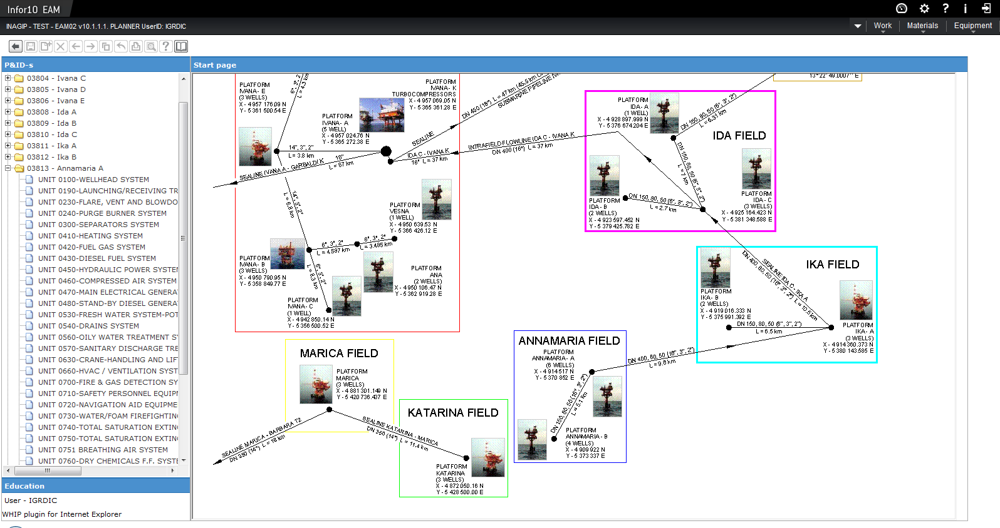 Infor10 EAM
INAGIP - TEST - EAM02 v10.1.1.1. PLANNER UserID: IGRDIC
Work
Materials
Equipment
P&ID-s
03804 - Ivana C
03805 - Ivana D
03806 - Ivana E
03808 - Ida A
03809 - Ida B
03810 - Ida C
03811 - Ika A
03812 - Ika B
03813 - Annamaria A
UNIT 0100-WELLHEAD SYSTEM
UNIT 0190-LAUNCHING/RECEIVING TR
UNIT 0230-FLARE, VENT AND BLOWDO
UNIT 0240-PURGE BURNER SYSTEM
UNIT 0300-SEPARATORS SYSTEM
UNIT 0410-HEATING SYSTEM
UNIT 0420-FUEL GAS SYSTEM
UNIT 0430-DIESEL FUEL SYSTEM
UNIT 0450-HYDRAULIC POWER SYSTEM
UNIT 0460-COMPRESSED AIR SYSTEM
UNIT 0470-MAIN ELECTRICAL GENERA
UNIT 0480-STAND-BY DIESEL GENERA
UNIT 0530-FRESH WATER SYSTEM-POT
UNIT 0540-DRAINS SYSTEM
UNIT 0560-OILY WATER TREATMENT S
UNIT 0570-SANITARY DISCHARGE TRE
UNIT 0630-CRANE-HANDLING AND LIF
UNIT 0660-HVAC / VENTILATION SYST
UNIT 0700-FIRE & GAS DETECTION SY
UNIT 0710-SAFETY PERSONNEL EQUIP
UNIT 0720-NAVIGATION AID EQUIPME
UNIT 0730-WATER/FOAM FIREFIGHTIN
UNIT 0740-TOTAL SATURATION EXTIN
UNIT 0750-TOTAL SATURATION EXTIN
UNIT 0751 BREATHING AIR SYSTEM
UNIT 0760-DRY CHEMICALS F.F. SYSTE
Education
User - IGRDIC
WHIP plugin for Internet Explorer
Start page
PLATFORM
IVANA- E
(3 WELLS)
X - 4 957 176.09 N
Y - 5 361 500.54 E
6", 3", 2
L = 4.3 km
PLATFORM
IVANA- K
TURBOCOMPRESSORS
X - 4 957 069.05 N
Y - 5 365 361.28 E
PLATFORM
IVANA- A
(5 WELL)
X - 4 957 024.76 N
Y - 5 365 272.38 E
14", 3", 2"
L = 3.8 km
SEALINE IVANA A - GARIBALDI K
16"
L = 67 km
SEALINE
DN 450 (18") L = 47 km (45.5 km
SUBMARINE PIPELINE
IDA C - IVANA K
16" L = 37 km
INTRAFIELD FLOWLINE IDA C - IVANA K
DN 400 (16") L = 37 km
14", 3", 2"
L = 6.8 km
PLATFORM
VESNA
(1 WELL)
X - 4 950 639.53 N
Y - 5 366 426.12 E
6", 3", 2"
L = 4.587 km
6", 3", 2"
L = 3.485 km
PLATFORM
IVANA- B
(3 WELLS)
X - 4 950 790.95 N
Y - 5 358 849.77 E
6", 3", 2"
L = 8.3 km
PLATFORM
ANA
(2 WELLS)
X - 4 950 106.47 N
Y - 5 362 919.28 E
PLATFORM
IVANA- C
(1 WELL)
X - 4 942 850.14 N
Y - 5 356 500.52 E
13° 22' 49.0007'' E
PLATFORM
IDA- A
(1 WELL)
X - 4 928 897.999 N
Y - 5 376 674.204 E
DN 150, 80, 50 (6", 3", 2")
L = 6.31 km
IDA FIELD
DN 150, 80, 50 (6", 3", 2")
L = 7 km
PLATFORM
IDA- B
(2 WELLS)
X - 4 923 597.452 N
Y - 5 379 425.782 E
DN 150, 80, 50 (6", 3", 2")
L = 2.7 km
PLATFORM
IDA- C
(3 WELLS)
X - 4 925 164.423 N
Y - 5 381 348.588 E
SEALINE IDA C - IKA A
DN 400, 80, 50 (16", 3", 2") L = 10.5 km
IKA FIELD
PLATFORM
IKA- B
(2 WELLS)
X - 4 919 016.333 N
Y - 5 375 991.392 E
DN 150, 80, 50 (6", 3", 2")
L = 6.5 km
PLATFORM
IKA- A
(3 WELLS)
X - 4 914 360.373 N
Y - 5 380 143.585 E
MARICA FIELD
PLATFORM
MARICA
(3 WELLS)
X - 4 881 301.149 N
Y - 5 420 736.437 E
SEALINE MARICA - BARBARA T2
DN 350 (14") L = 18 km
SEALINE KATARINA - MARICA
DN 350 (14") L = 11.4 km
KATARINA FIELD
PLATFORM
KATARINA
(3 WELLS)
X - 4 872 050.16 N
Y - 5 428 500.00 E
ANNAMARIA FIELD
PLATFORM
ANNAMARIA- A
(6 WELLS)
X - 4 914 517 N
Y - 5 370 852 E
DN 400, 80, 50 (16", 3", 2")
L = 9.6 km
DN 150, 80, 50 (16", 3", 2")
L = 5.1 Km
PLATFORM
ANNAMARIA - B
(4 WELLS)
X - 4 909 922 N
Y - 5 373 337 E